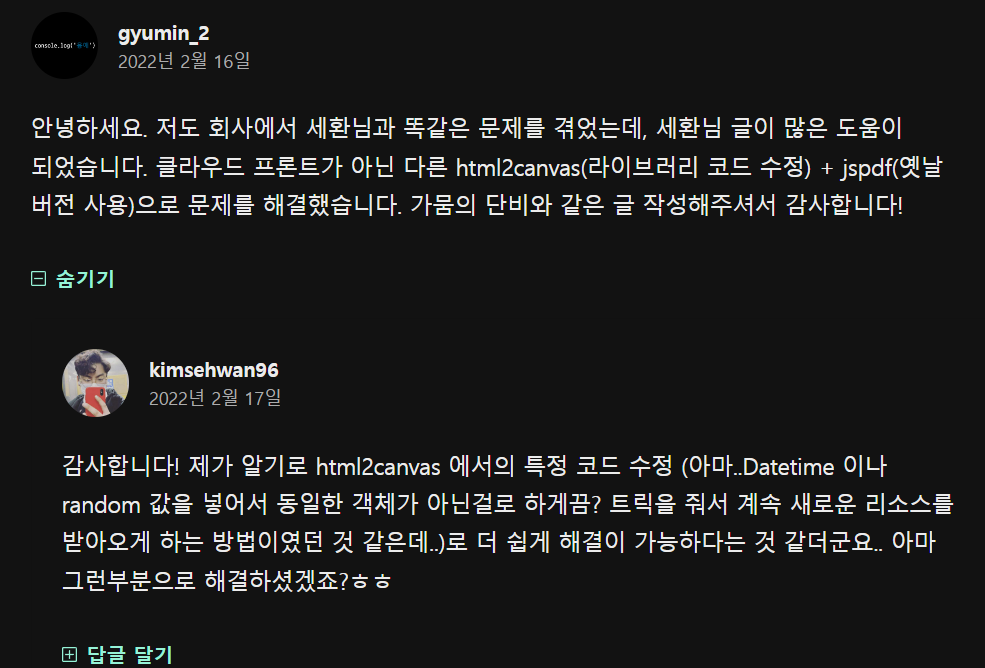 console.log('
gyumin_2
2022년 2월 16일
안녕하세요. 저도 회사에서 세환님과 똑같은 문제를 겪었는데, 세환님 글이 많은 도움이
되었습니다. 클라우드 프론트가 아닌 다른 html2canvas(라이브러리 코드 수정) + jspdf(옛날
버전 사용)으로 문제를 해결했습니다. 가뭄의 단비와 같은 글 작성해주셔서 감사합니다!
숨기기
kimsehwan96
2022년 2월 17일
감사합니다! 제가 알기로 html2canvas 에서의 특정 코드 수정 (아마..Datetime 이나
random 값을 넣어서 동일한 객체가 아닌걸로 하게끔? 트릭을 줘서 계속 새로운 리소스를
받아오게 하는 방법이였던 것 같은데..)로 더 쉽게 해결이 가능하다는 것 같더군요.. 아마
그런부분으로 해결하셨겠죠?ㅎㅎ
답글 달기